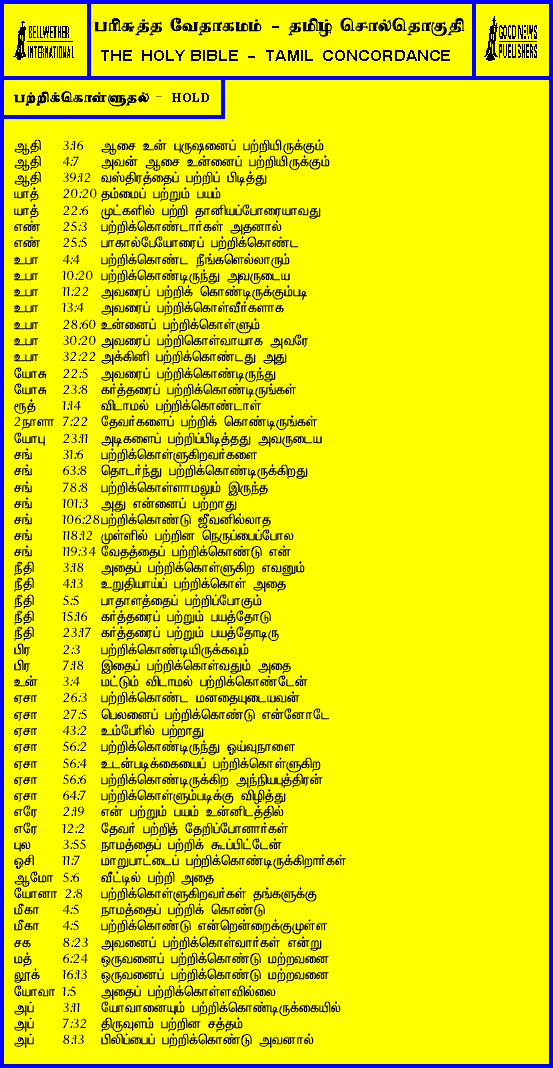 BELLWETHER INTERNATIONAL
பரிசுத்த வேதாகமம் - தமிழ் சொல்தொகுதி
THE HOLY BIBLE - TAMIL CONCORDANCE
GOOD NEWS PUBLISHERS
பற்றிக்கொள்ளுதல் - HOLD
ஆதி 3:16 ஆசை உன் புருஷனைப் பற்றியிருக்கும்
ஆதி 4:7 அவன் ஆசை உன்னைப் பற்றியிருக்கும்
ஆதி 39:12 வஸ்திரத்தைப் பற்றிப் பிடித்து
யாத் 20:20 தம்மைப் பற்றும் பயம்
யாத் 22:6 முட்களில் பற்றி தானியப்போரையாவது
எண் 25:3 பற்றிக்கொண்டார்கள் அதனால்
எண் 25:5 பாகால்பேயோரைப் பற்றிக்கொண்ட
உபா 4:4 பற்றிக்கொண்ட நீங்களெல்லாரும்
உபா 10:20 பற்றிக்கொண்டிருந்து அவருடைய
உபா 11:22 அவரைப் பற்றிக் கொண்டிருக்கும்படி
உபா 13:4 அவரைப் பற்றிக்கொள்வீர்களாக
உபா 28:60 உன்னைப் பற்றிக்கொள்ளும்
உபா 30:20 அவரைப் பற்றிகொள்வாயாக அவரே
உபா 32:22 அக்கினி பற்றிக்கொண்டது அது
யோசு 22:5 அவரைப் பற்றிக்கொண்டிருந்து
யோசு 23:8 கர்த்தரைப் பற்றிக்கொண்டிருங்கள்
ரூத் 1:14 விடாமல் பற்றிக்கொண்டாள்
2நாளா 7:22 தேவர்களைப் பற்றிக் கொண்டிருங்கள்
யோபு 23:11 அடிகளைப் பற்றிப்பிடித்தது அவருடைய
சங் 31:6 பற்றிக்கொள்ளுகிறவர்களை
சங் 63:8 தொடர்ந்து பற்றிக்கொண்டிருக்கிறது
சங் 78:8 பற்றிக்கொள்ளாமலும் இருந்த
சங் 101:3 அது என்னைப் பற்றாது
சங் 106:28பற்றிக்கொண்டு ஜீவனில்லாத
சங் 118:12 முள்ளில் பற்றின நெருப்பைப்போல
சங் 119:34 வேதத்தைப் பற்றிக்கொண்டு என்
நீதி 3:18 அதைப் பற்றிக்கொள்ளுகிற எவனும்
நீதி 4:13 உறுதியாய்ப் பற்றிக்கொள் அதை
நீதி 5:5 பாதாளத்தைப் பற்றிப்போகும்
நீதி 15:16 கர்த்தரைப் பற்றும் பயத்தோடு
நீதி 23:17 கர்த்தரைப் பற்றும் பயத்தோடிரு
பிர 2:3 பற்றிக்கொண்டியிருக்கவும்
பிர 7:18 இதைப் பற்றிக்கொள்வதும் அதை
உன் 3:4 மட்டும் விடாமல் பற்றிக்கொண்டேன்
ஏசா 26:3 பற்றிக்கொண்ட மனதையுடையவன்
ஏசா 27:5 பெலனைப் பற்றிக்கொண்டு என்னோடே
ஏசா 43:2 உம்பேரில் பற்றாது
ஏசா 56:2 பற்றிக்கொண்டிருந்து ஓய்வுநாளை
ஏசா 56:4 உடன்படிக்கையைப் பற்றிக்கொள்ளுகிற
ஏசா 56:6 பற்றிக்கொண்டிருக்கிற அந்நியபுத்திரன்
ஏசா 64:7 பற்றிக்கொள்ளும்படிக்கு விழித்து
எரே 2:19 என் பற்றும் பயம் உன்னிடத்தில்
எரே 12:2 தேவர் பற்றித் தேறிப்போனார்கள்
புல 3:55 நாமத்தைப் பற்றிக் கூப்பிட்டேன்
ஓசி 11:7 மாறுபாட்டைப் பற்றிக்கொண்டிருக்கிறார்கள்
ஆமோ 5:6 வீட்டில் பற்றி அதை
யோனா 2:8 பற்றிக்கொள்ளுகிறவர்கள் தங்களுக்கு
மீகா 4:5 நாமத்தைப் பற்றிக் கொண்டு
மீகா 4:5 பற்றிக்கொண்டு என்றென்றைக்குமுள்ள
சக 8:23 அவனைப் பற்றிக்கொள்வார்கள் என்று
மத் 6:24 ஒருவனைப் பற்றிக்கொண்டு மற்றவனை
லூக் 16:13 ஒருவனைப் பற்றிக்கொண்டு மற்றவனை
யோவா 1:5 அதைப் பற்றிக்கொள்ளவில்லை
அப் 3:11 யோவானையும் பற்றிக்கொண்டிருக்கையில்
அப் 7:32 திருவுளம் பற்றின சத்தம்
அப் 8:13 பிலிப்பைப் பற்றிக்கொண்டு அவனால்